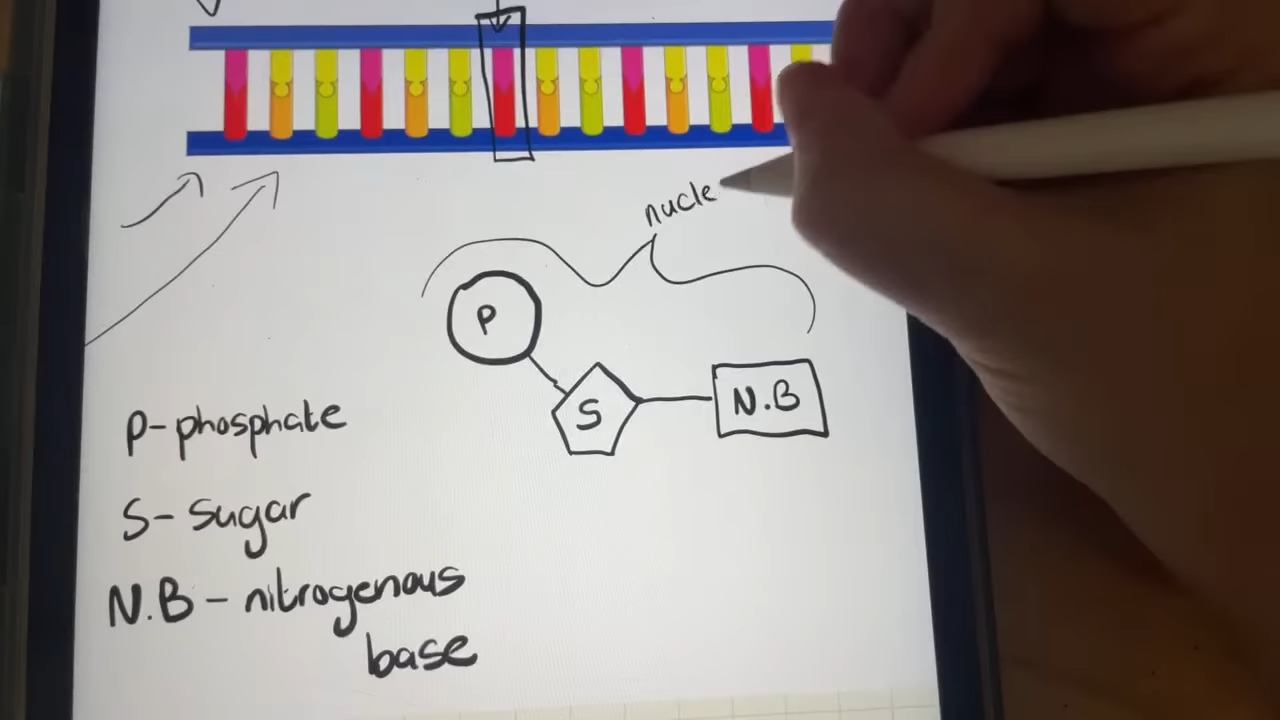 nucle
P
S
N.B
P-phosphate
S-sugar
N.B-nitrogenous
base